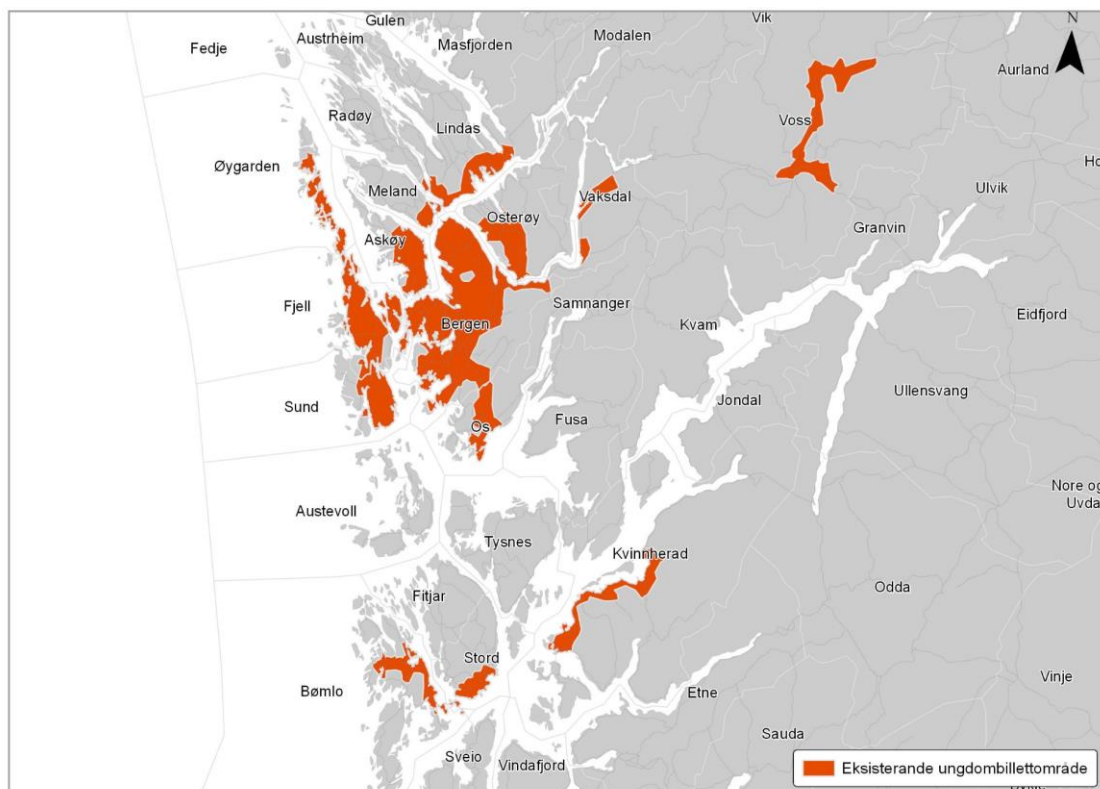 Gulen
Vik
N
Fedje
Austrheim
Masfjorden
Modalen
Aurland
Radøy
Lindas
Voss
Øygarden
Meland
Vaksdal
Ulvik
Osterøy
Askøy
Granvin
Fjell
Samnanger
Bergen
Kvam
Eidfjord
Sund
Jondal
Ullensvang
Os
Fusa
Austevoll
Nore og
Uvda
Tysnes
Kvinnherad
Fitjar
Odda
Stord
Bømlo
Etne
Vinje
Sveio
Vindafjord
Sauda
Eksisterande ungdombillettområde